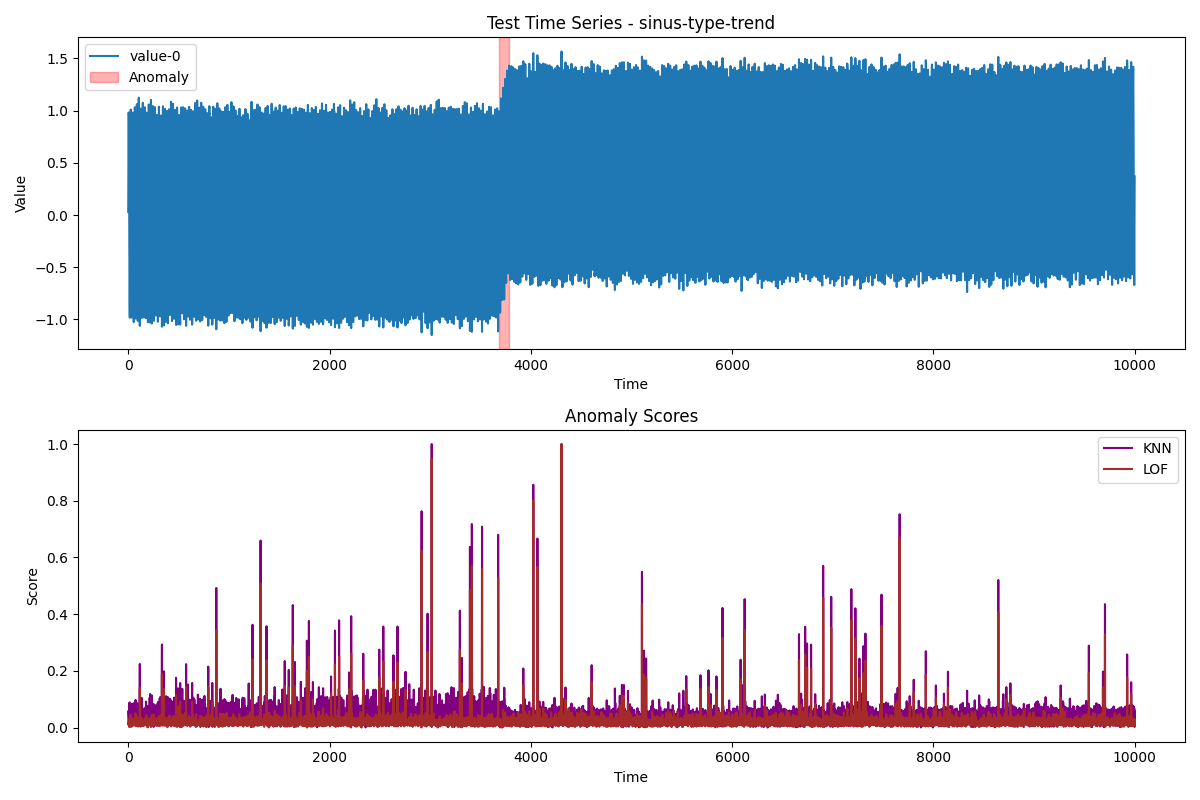 Test Time Series - sinus-type-trend
value-0
Anomaly
1.5
1.0
0.5
0.0
−0.5
−1.0
Value
0 2000 4000 6000 8000 10000
Time
Anomaly Scores
KNN
LOF
1.0
0.8
0.6
0.4
0.2
0.0
Score
0 2000 4000 6000 8000 10000
Time